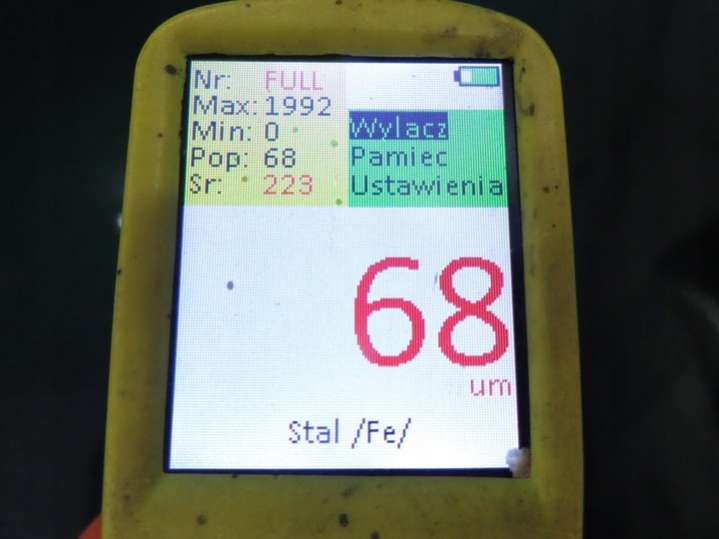 Nr: FULL
Max: 1992
Min: 0
Pop: 68
Sr: 223
Wylacz
Pamiec
Ustawienia
68
um
Stal /Fe/